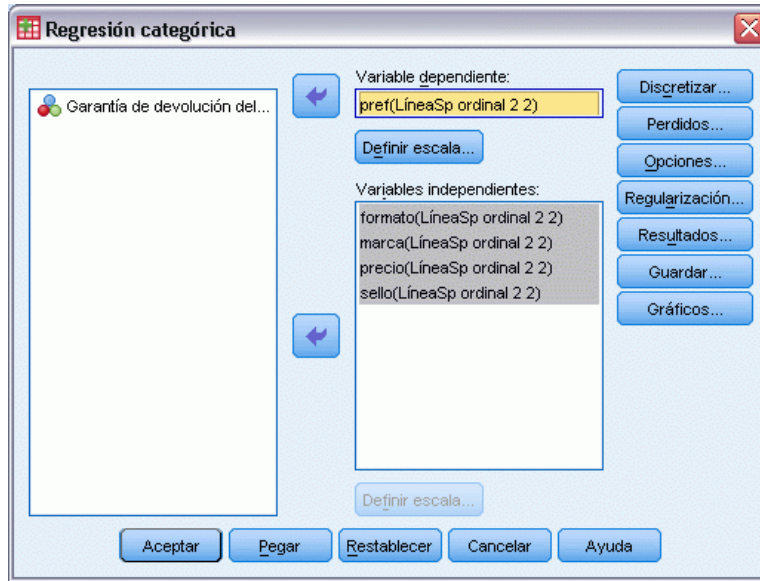 Regresión categórica
Garantía de devolución del...
Variable dependiente:
pref(LíneaSp ordinal 2 2)
Definir escala...
Variables independientes:
formato(LíneaSp ordinal 2 2)
marca(LíneaSp ordinal 2 2)
precio(LíneaSp ordinal 2 2)
sello(LíneaSp ordinal 2 2)
Definir escala...
Discretizar...
Perdidos...
Opciones...
Regularización...
Resultados...
Guardar...
Gráficos...
Aceptar
Pegar
Restablecer
Cancelar
Ayuda